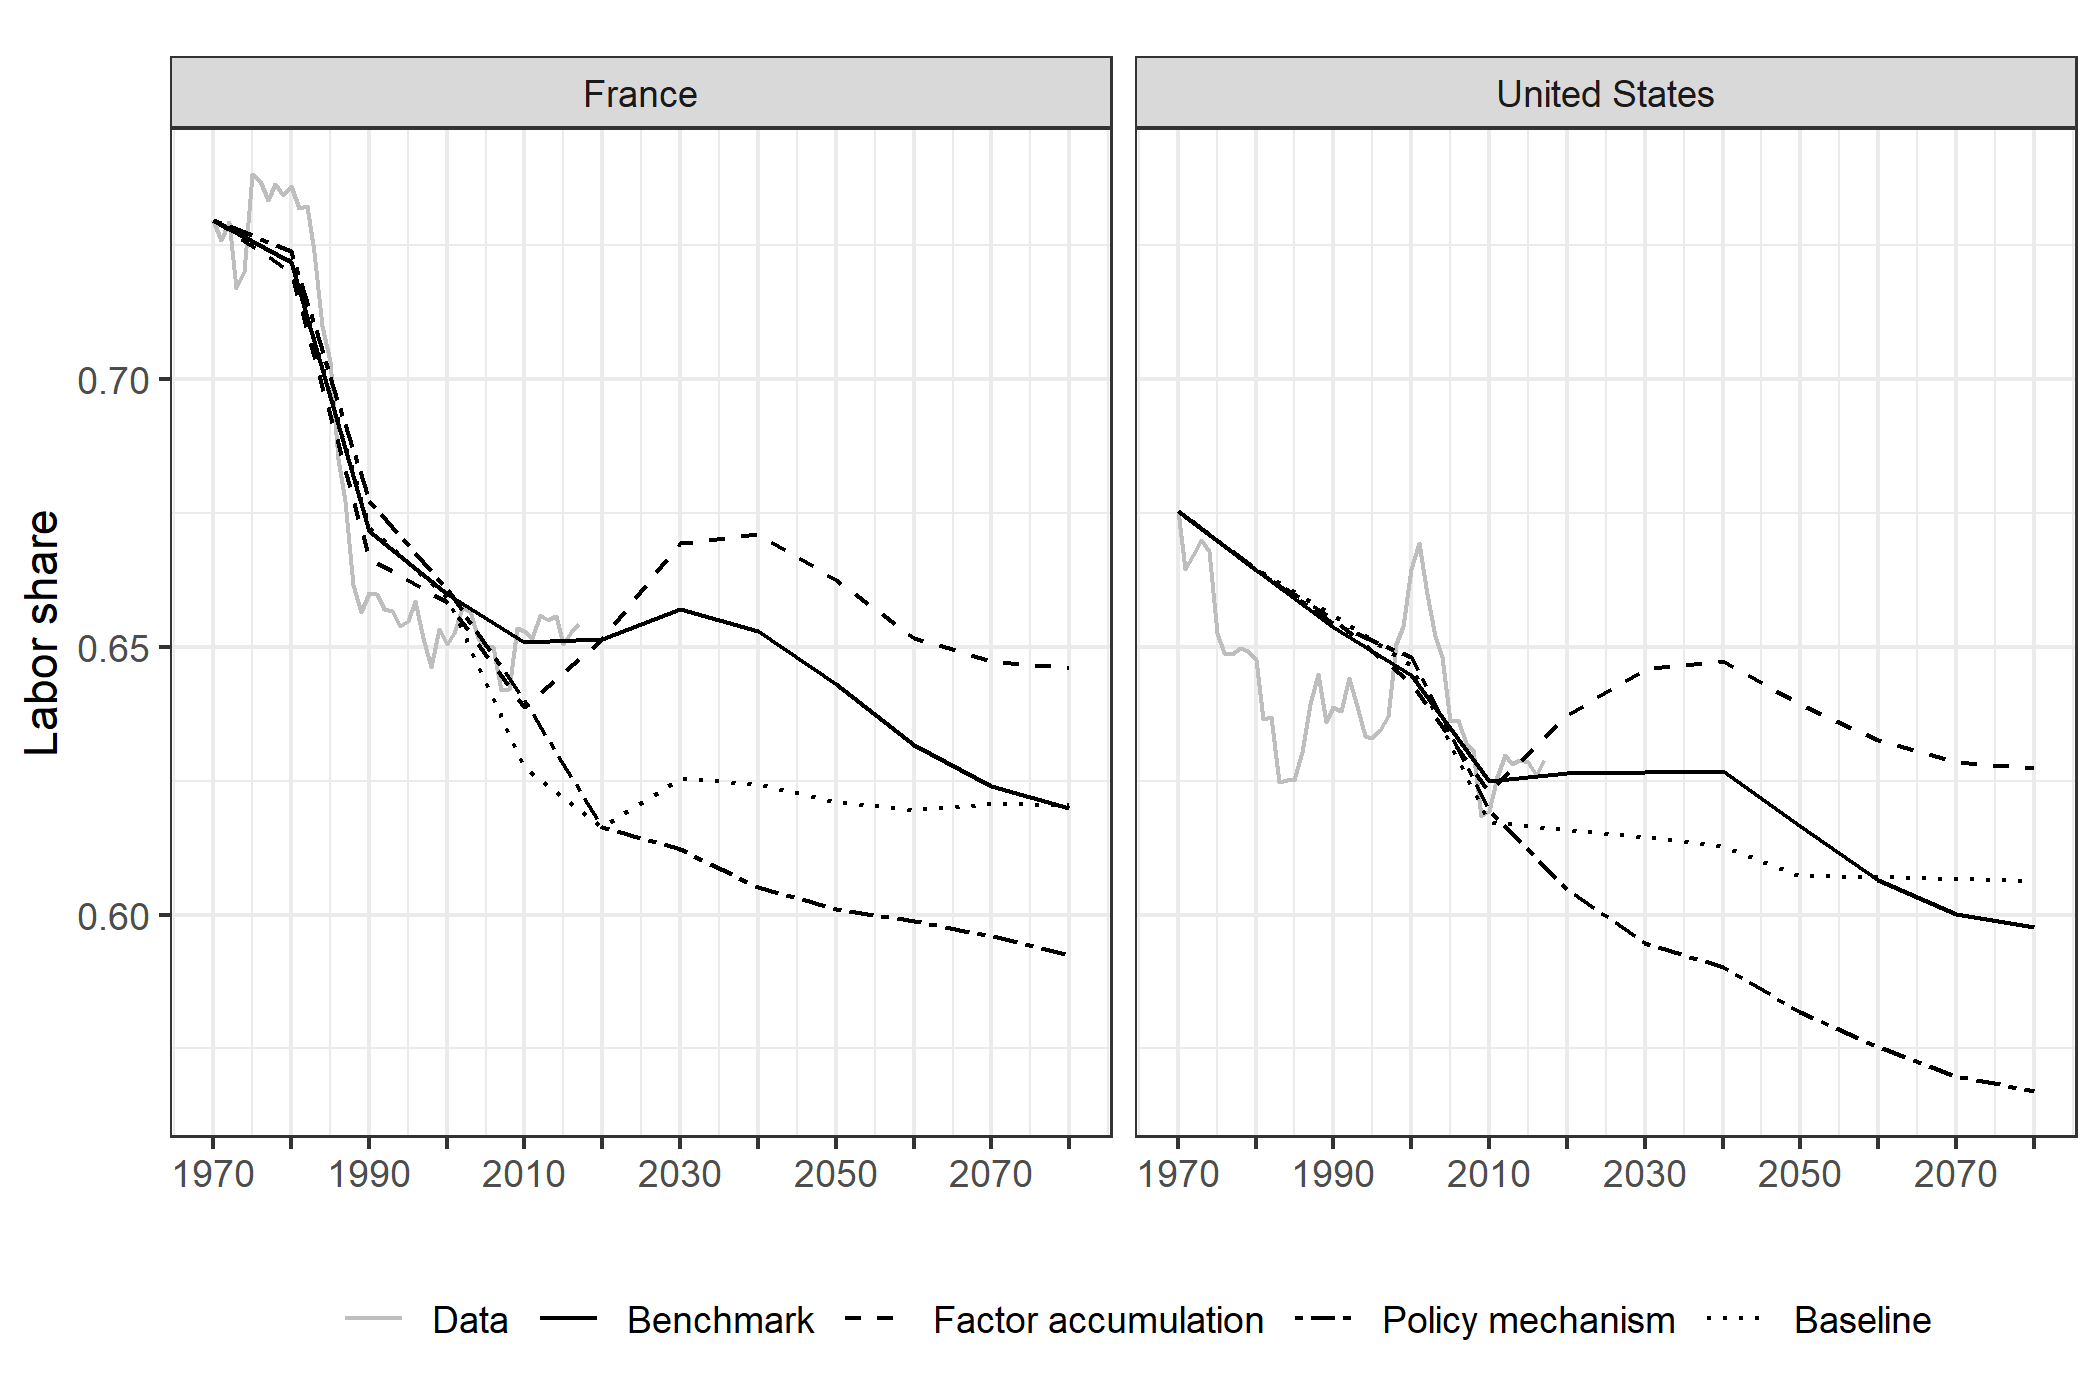 France
United States
Labor share
0.70
0.65
0.60
1970 1990 2010 2030 2050 2070
1970 1990 2010 2030 2050 2070
Data Benchmark Factor accumulation Policy mechanism Baseline